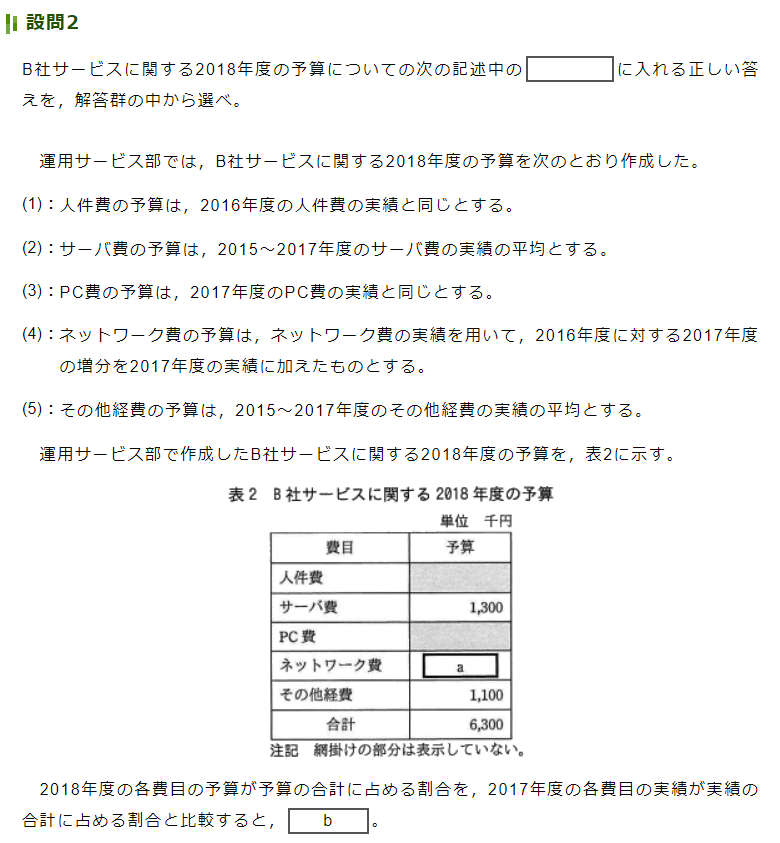 設問2
B社サービスに関する2018年度の予算についての次の記述中の　　　に入れる正しい答
えを，解答群の中から選べ。
運用サービス部では，B社サービスに関する2018年度の予算を次のとおり作成した。
(1)：人件費の予算は，2016年度の人件費の実績と同じとする。
(2)：サーバ費の予算は，2015～2017年度のサーバ費の実績の平均とする。
(3)：PC費の予算は，2017年度のPC費の実績と同じとする。
(4)：ネットワーク費の予算は，ネットワーク費の実績を用いて，2016年度に対する2017年度
の増分を2017年度の実績に加えたものとする。
(5)：その他経費の予算は，2015～2017年度のその他経費の実績の平均とする。
運用サービス部で作成したB社サービスに関する2018年度の予算を，表2に示す。
表2　B社サービスに関する2018年度の予算
単位　千円
費目　予算
人件費
サーバ費　1,300
PC費
ネットワーク費　a
その他経費　1,100
合計　6,300
注記　網掛けの部分は表示していない。
2018年度の各費目の予算が予算の合計に占める割合を，2017年度の各費目の実績が実績の
合計に占める割合と比較すると，　b　。